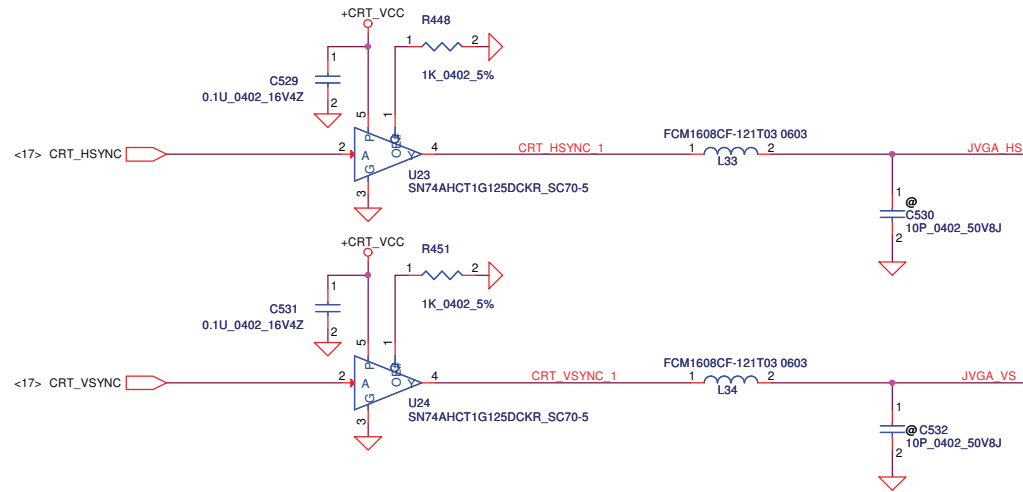 +CRT_VCC
R448
1
2
1
1K_0402_5%
C529
0.1U_0402_16V4Z
2
5
1
P
OE#
<17> CRT_HSYNC
2
A
Y
4
G
3
U23
SN74AHCT1G125DCKR_SC70-5
CRT_HSYNC_1
FCM1608CF-121T03 0603
1
2
L33
JVGA_HS
1
@
C530
10P_0402_50V8J
2
+CRT_VCC
R451
1
2
1
1K_0402_5%
C531
0.1U_0402_16V4Z
2
5
1
P
OE#
<17> CRT_VSYNC
2
A
Y
4
G
3
U24
SN74AHCT1G125DCKR_SC70-5
CRT_VSYNC_1
FCM1608CF-121T03 0603
1
2
L34
JVGA_VS
1
@ C532
10P_0402_50V8J
2